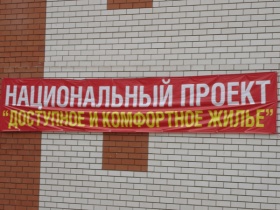 НАЦИОНАЛЬНЫЙ ПРОЕКТ
"ДОСТУПНОЕ И КОМФОРТНОЕ ЖИЛЬЕ"